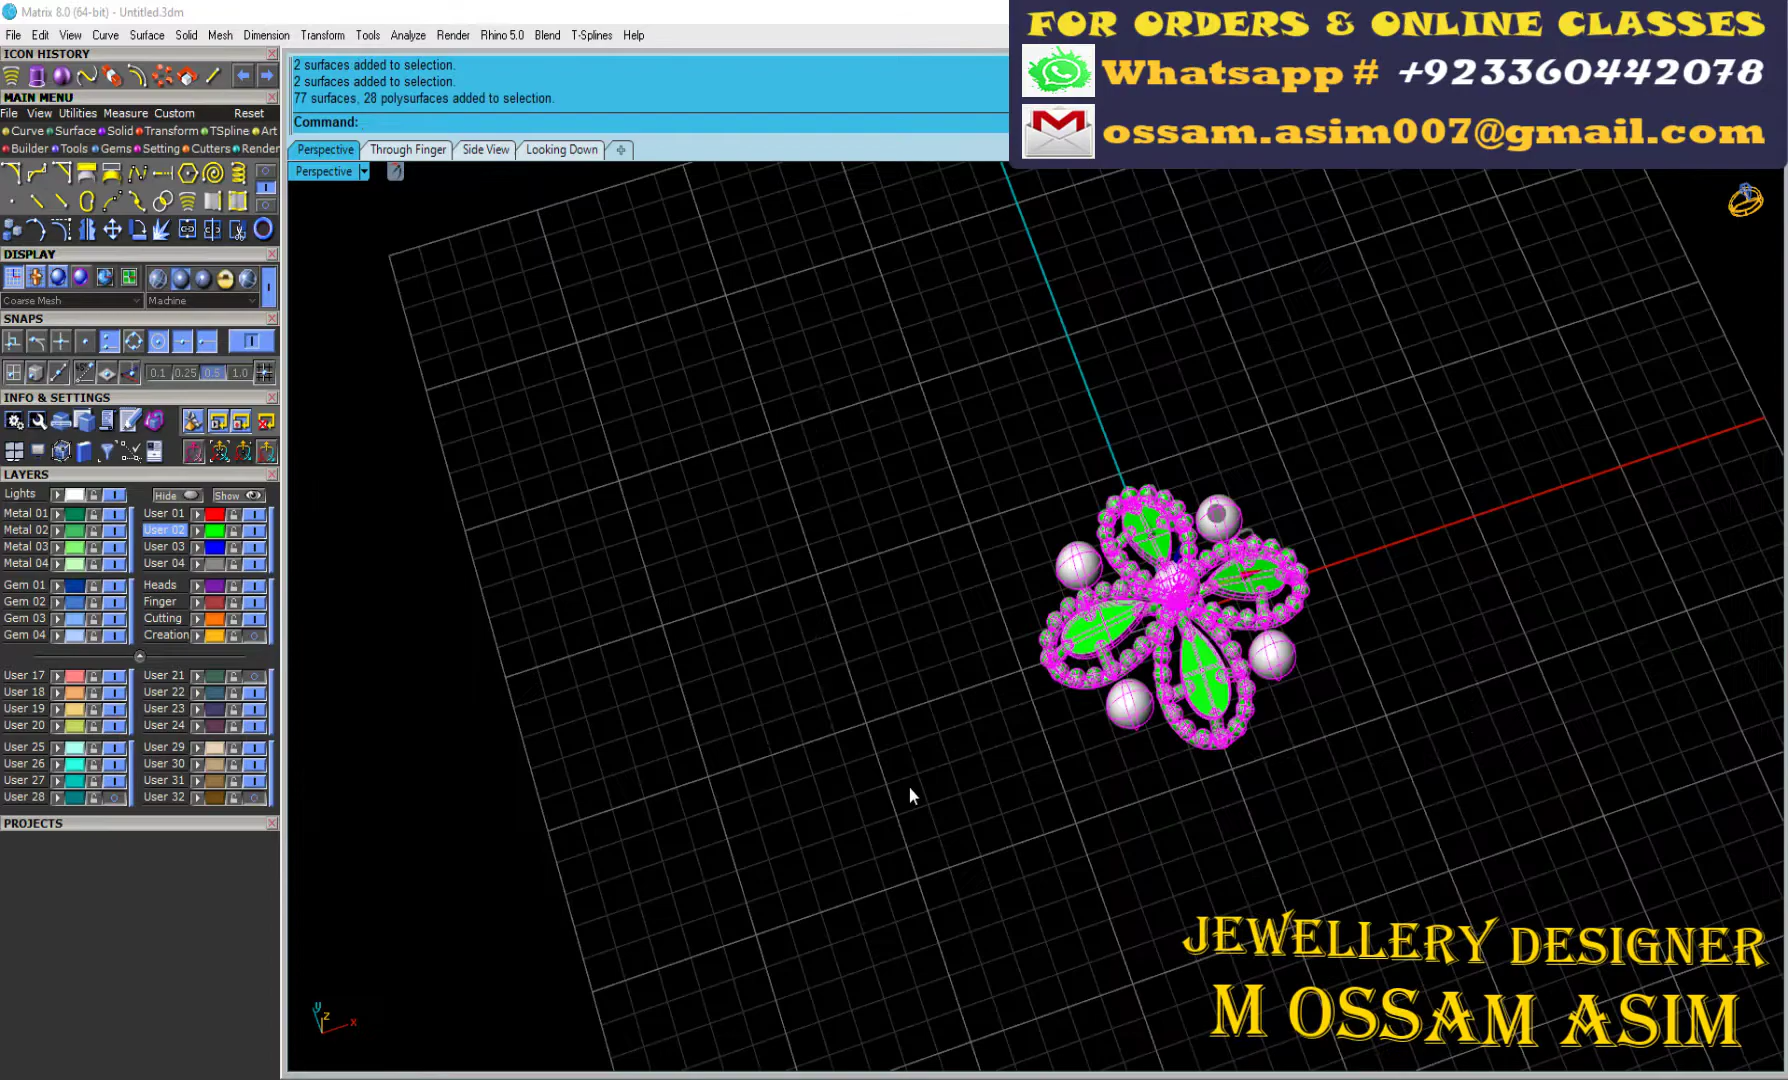 Matrix 8.0 (64-bit) - Untitled.3dm
File Edit View Curve Surface Solid Mesh Dimension Transform Tools Analyze Render Rhino 5.0 Blend T-Splines Help
FOR ORDERS & ONLINE CLASSES
Whatsapp # +923360442078
ossam.asim007@gmail.com
ICON HISTORY
2 surfaces added to selection.
2 surfaces added to selection.
77 surfaces, 28 polysurfaces added to selection.
Command:
MAIN MENU
File View Utilities Measure Custom Reset
Curve Surface Solid Transform TSpline Art
Builder Tools Gems Setting Cutters Render
Perspective Through Finger Side View Looking Down
Perspective
DISPLAY
Coarse Mesh Machine
SNAPS
0.1 0.25 0.5 1.0
INFO & SETTINGS
LAYERS
Lights Hide Show
Metal 01 User 01
Metal 02 User 02
Metal 03 User 03
Metal 04 User 04
Gem 01 Heads
Gem 02 Finger
Gem 03 Cutting
Gem 04 Creation
User 17 User 21
User 18 User 22
User 19 User 23
User 20 User 24
User 25 User 29
User 26 User 30
User 27 User 31
User 28 User 32
PROJECTS
y
z
x
JEWELLERY DESIGNER
M OSSAM ASIM